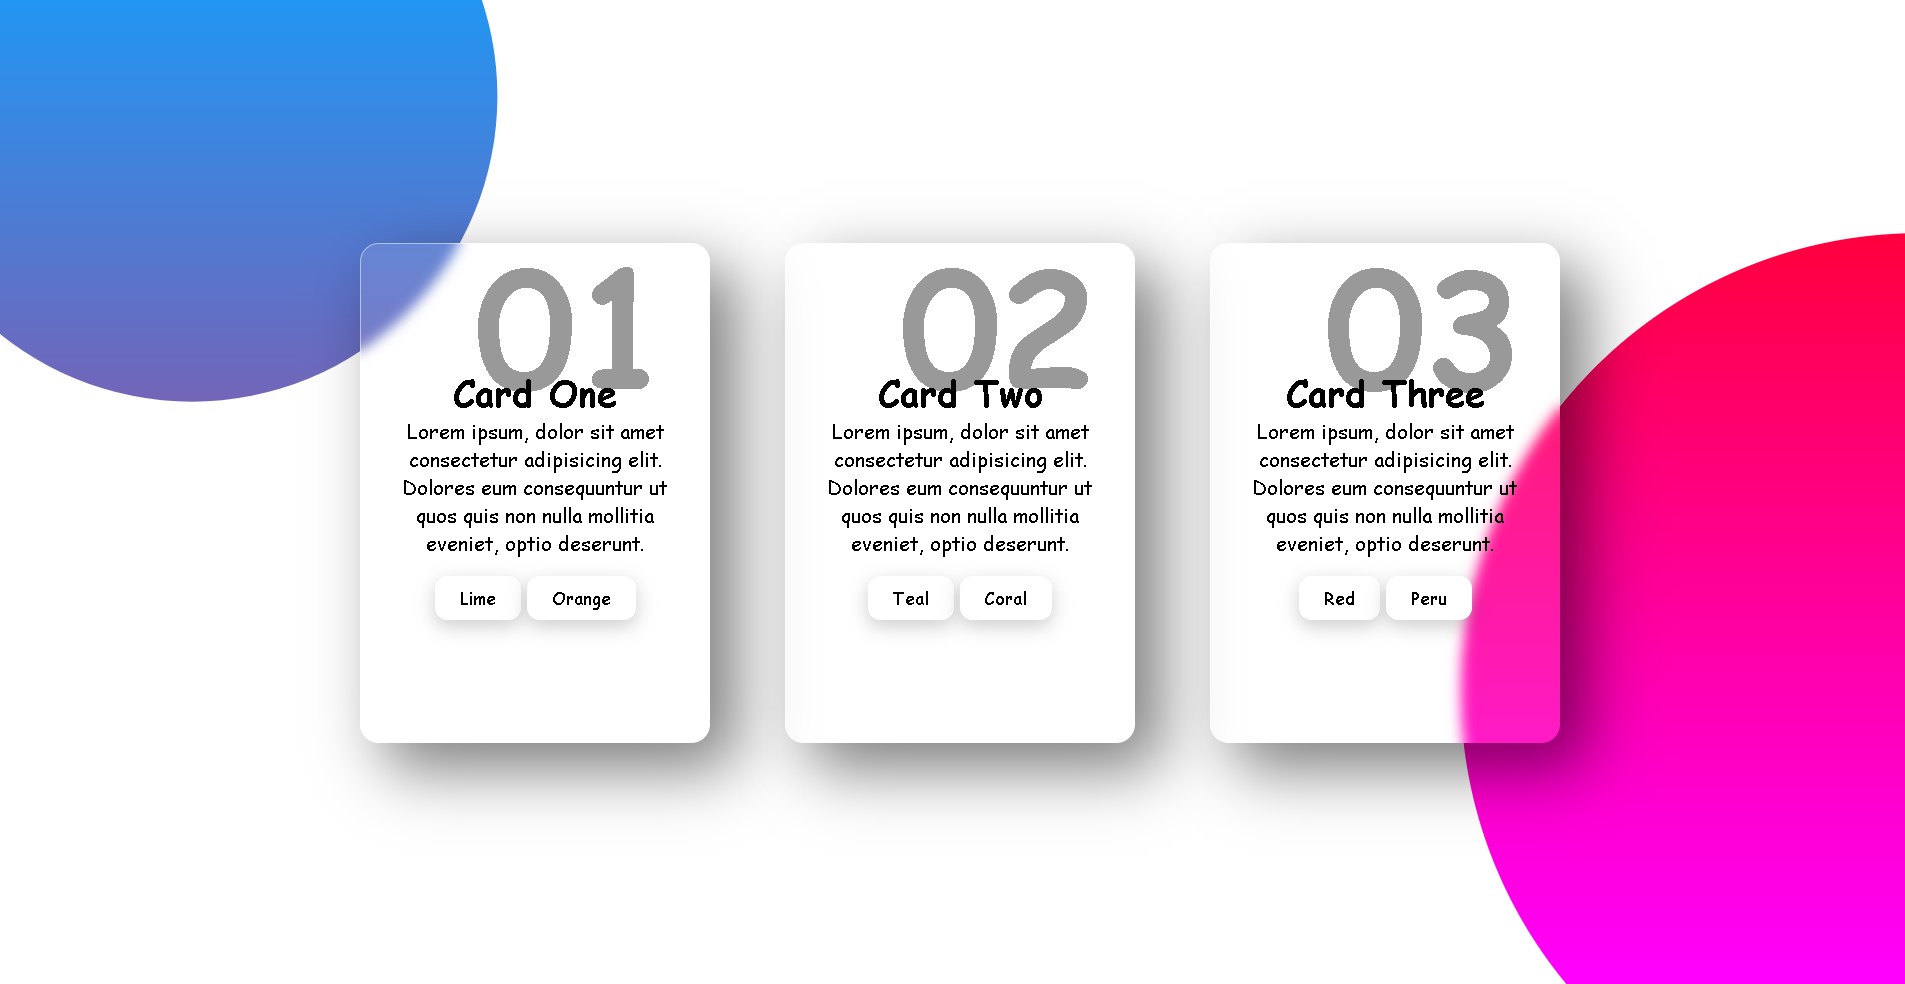 01
Card One
Lorem ipsum, dolor sit amet
consectetur adipisicing elit.
Dolores eum consequuntur ut
quos quis non nulla mollitia
eveniet, optio deserunt.
Lime Orange
02
Card Two
Lorem ipsum, dolor sit amet
consectetur adipisicing elit.
Dolores eum consequuntur ut
quos quis non nulla mollitia
eveniet, optio deserunt.
Teal Coral
03
Card Three
Lorem ipsum, dolor sit amet
consectetur adipisicing elit.
Dolores eum consequuntur ut
quos quis non nulla mollitia
eveniet, optio deserunt.
Red Peru